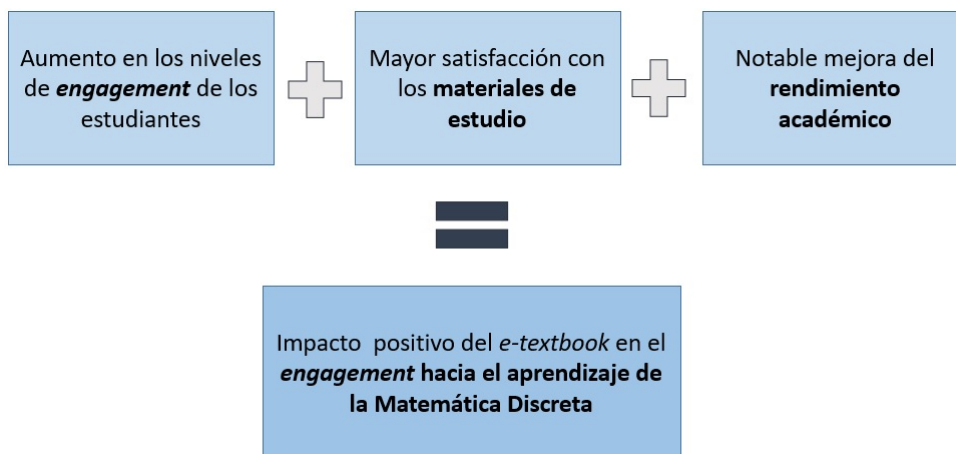 Aumento en los niveles
de engagement de los
estudiantes
Mayor satisfacción con
los materiales de
estudio
Notable mejora del
rendimiento
académico
Impacto positivo del e-textbook en el
engagement hacia el aprendizaje de
la Matemática Discreta